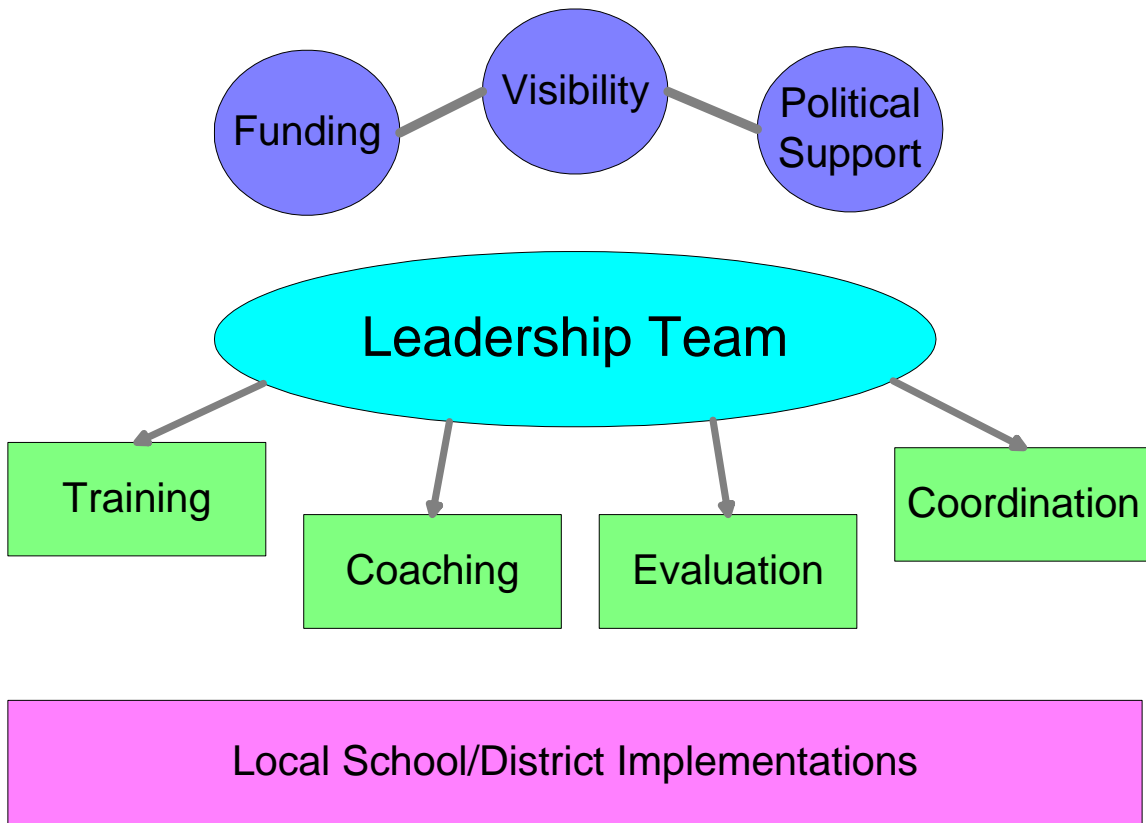 Visibility
Funding
Political
Support
Leadership Team
Training
Coaching
Evaluation
Coordination
Local School/District Implementations